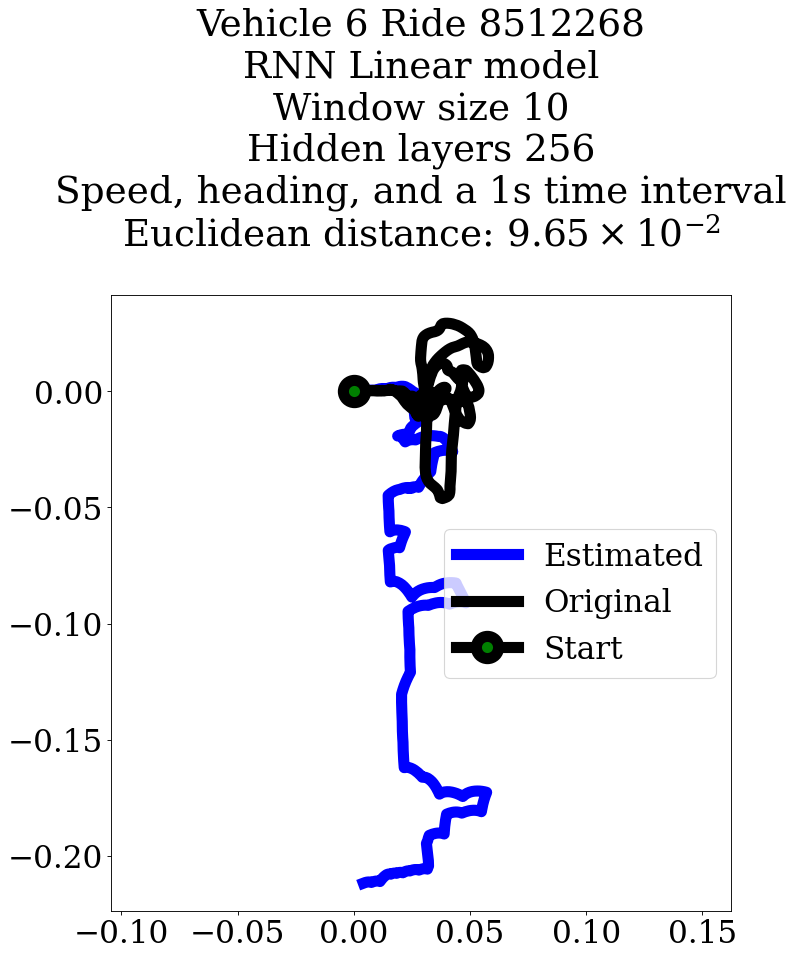 Vehicle 6 Ride 8512268
RNN Linear model
Window size 10
Hidden layers 256
Speed, heading, and a 1s time interval
Euclidean distance: 9.65 × 10⁻²
0.00
−0.05
−0.10
−0.15
−0.20
Estimated
Original
Start
−0.10 −0.05 0.00 0.05 0.10 0.15